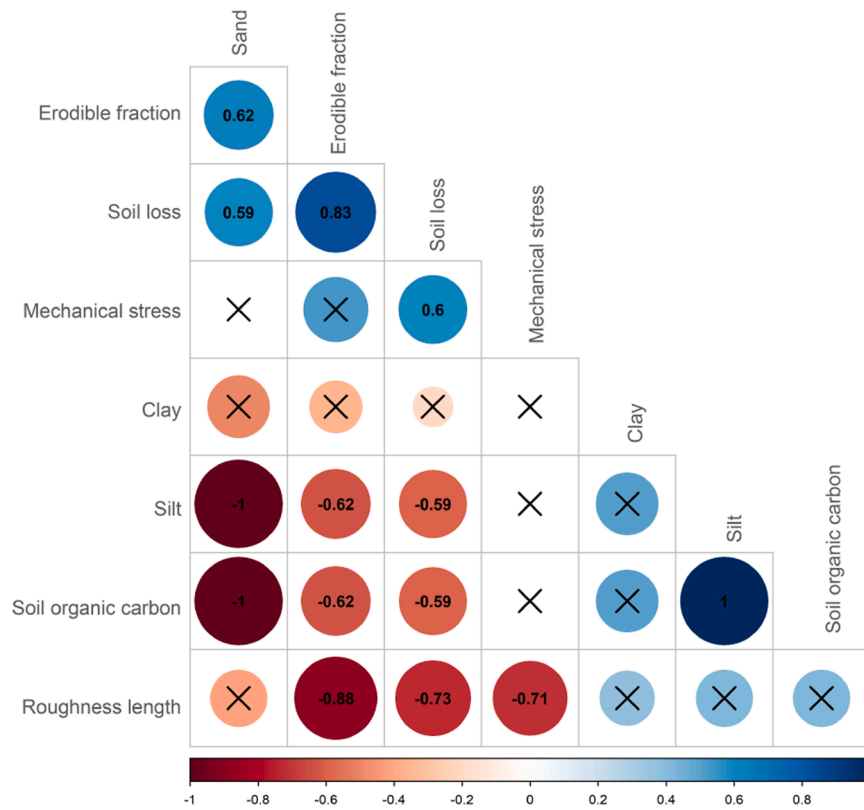 Sand
Erodible fraction
0.62
Erodible fraction
Soil loss
0.59
0.83
Soil loss
Mechanical stress
0.6
Mechanical stress
Clay
Clay
Silt
-1
-0.62
-0.59
Silt
Soil organic carbon
-1
-0.62
-0.59
1
Soil organic carbon
Roughness length
-0.88
-0.73
-0.71
-1
-0.8
-0.6
-0.4
-0.2
0
0.2
0.4
0.6
0.8